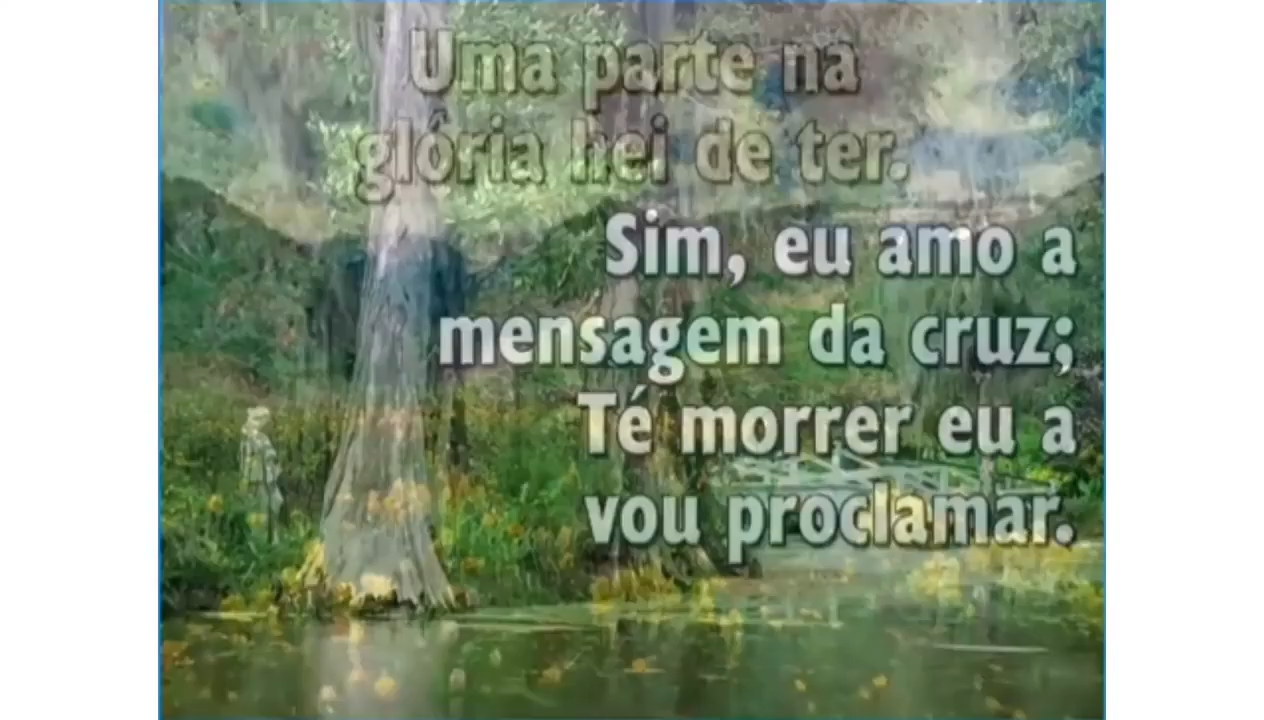 Uma parte na
glória hei de ter.
Sim, eu amo a
mensagem da cruz;
Té morrer eu a
vou proclamar.